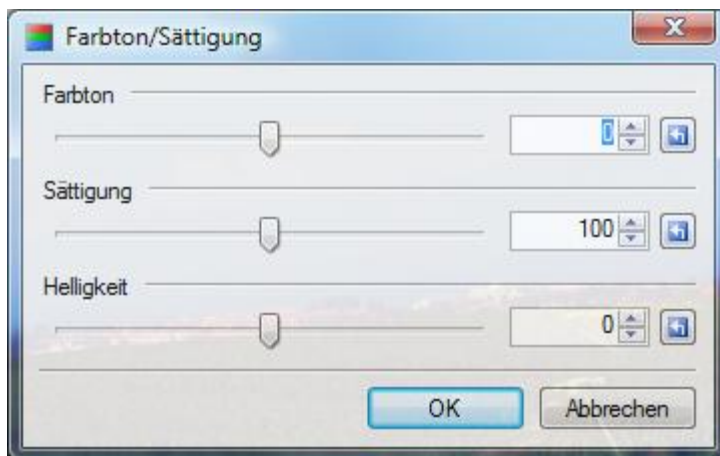 Farbton/Sättigung
Farbton
0
Sättigung
100
Helligkeit
0
OK Abbrechen